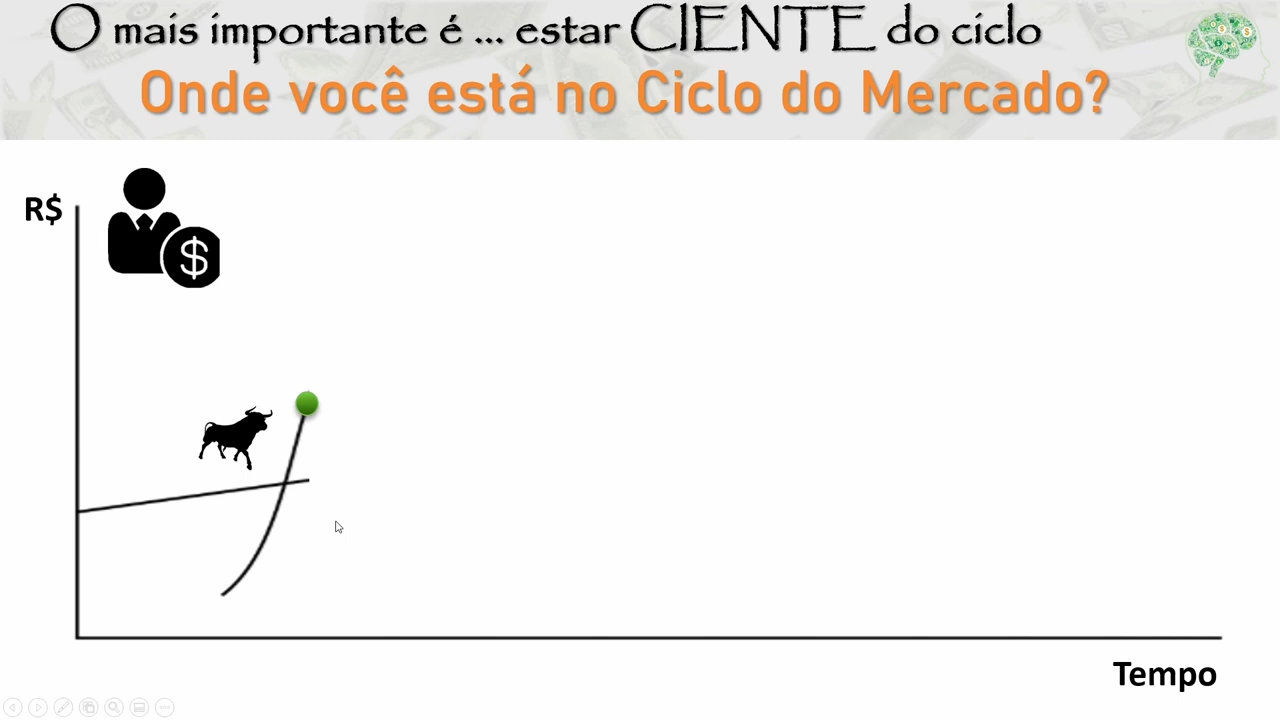 O mais importante é ... estar CIENTE do ciclo
Onde você está no Ciclo do Mercado?
R$
$
Tempo